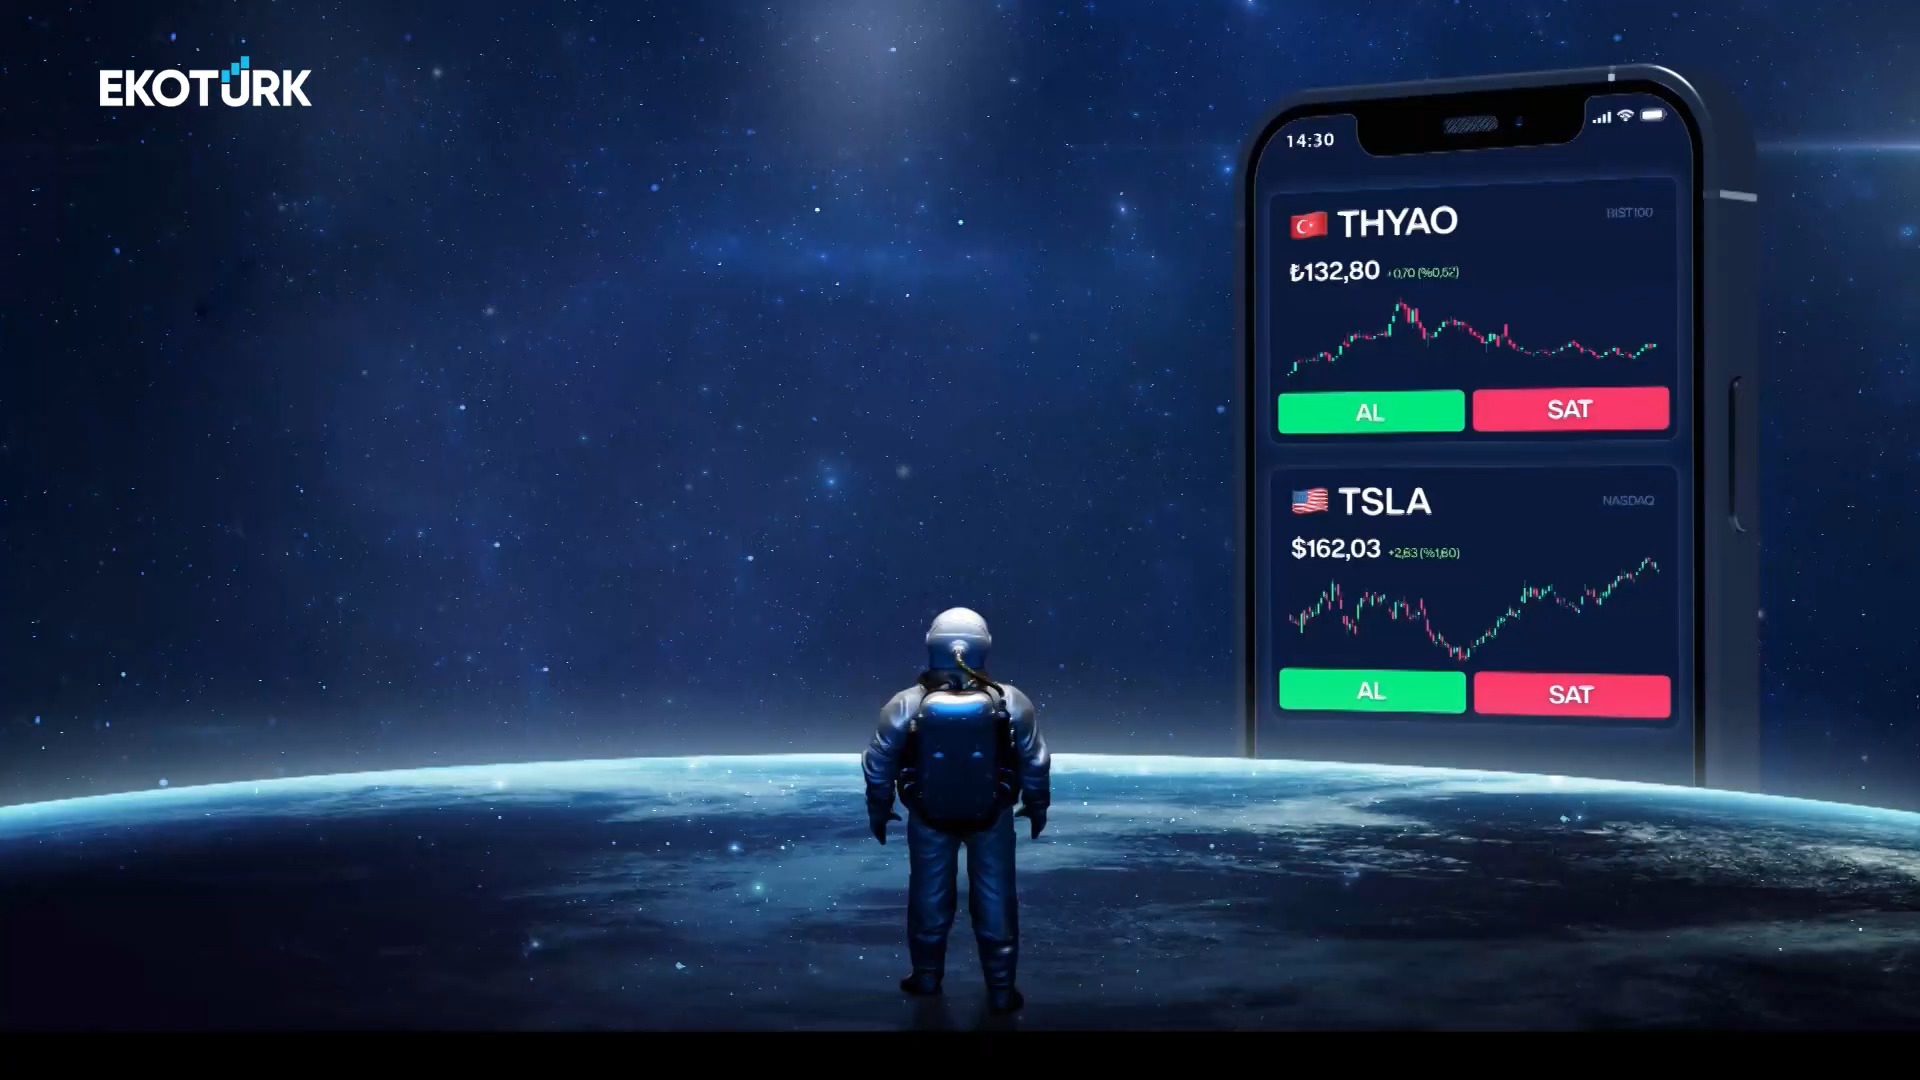 EKOTÜRK
14:30
THYAO
BIST100
₺132,80 +0,70 (%0,52)
AL SAT
TSLA
NASDAQ
$162,03 +2,63 (%1,60)
AL SAT